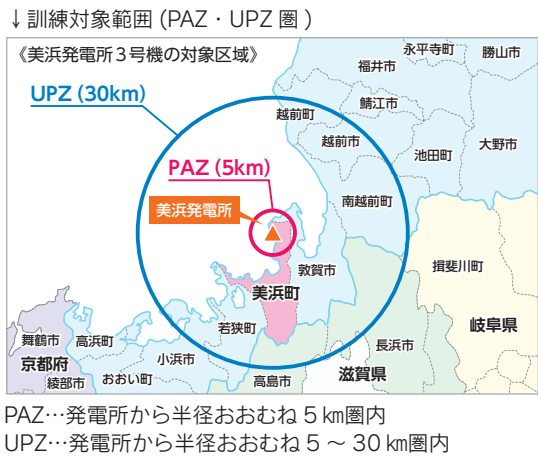 ↓訓練対象範囲(PAZ・UPZ圏)
《美浜発電所3号機の対象区域》
永平寺町
勝山市
福井市
UPZ(30km)
鯖江市
越前町
越前市
大野市
池田町
PAZ(5km)
南越前町
美浜発電所
敦賀市
揖斐川町
美浜町
若狭町
岐阜県
舞鶴市
高浜町
長浜市
京都府
小浜市
滋賀県
綾部市
おおい町
高島市
PAZ…発電所から半径おおむね5㎞圏内
UPZ…発電所から半径おおむね5～30㎞圏内